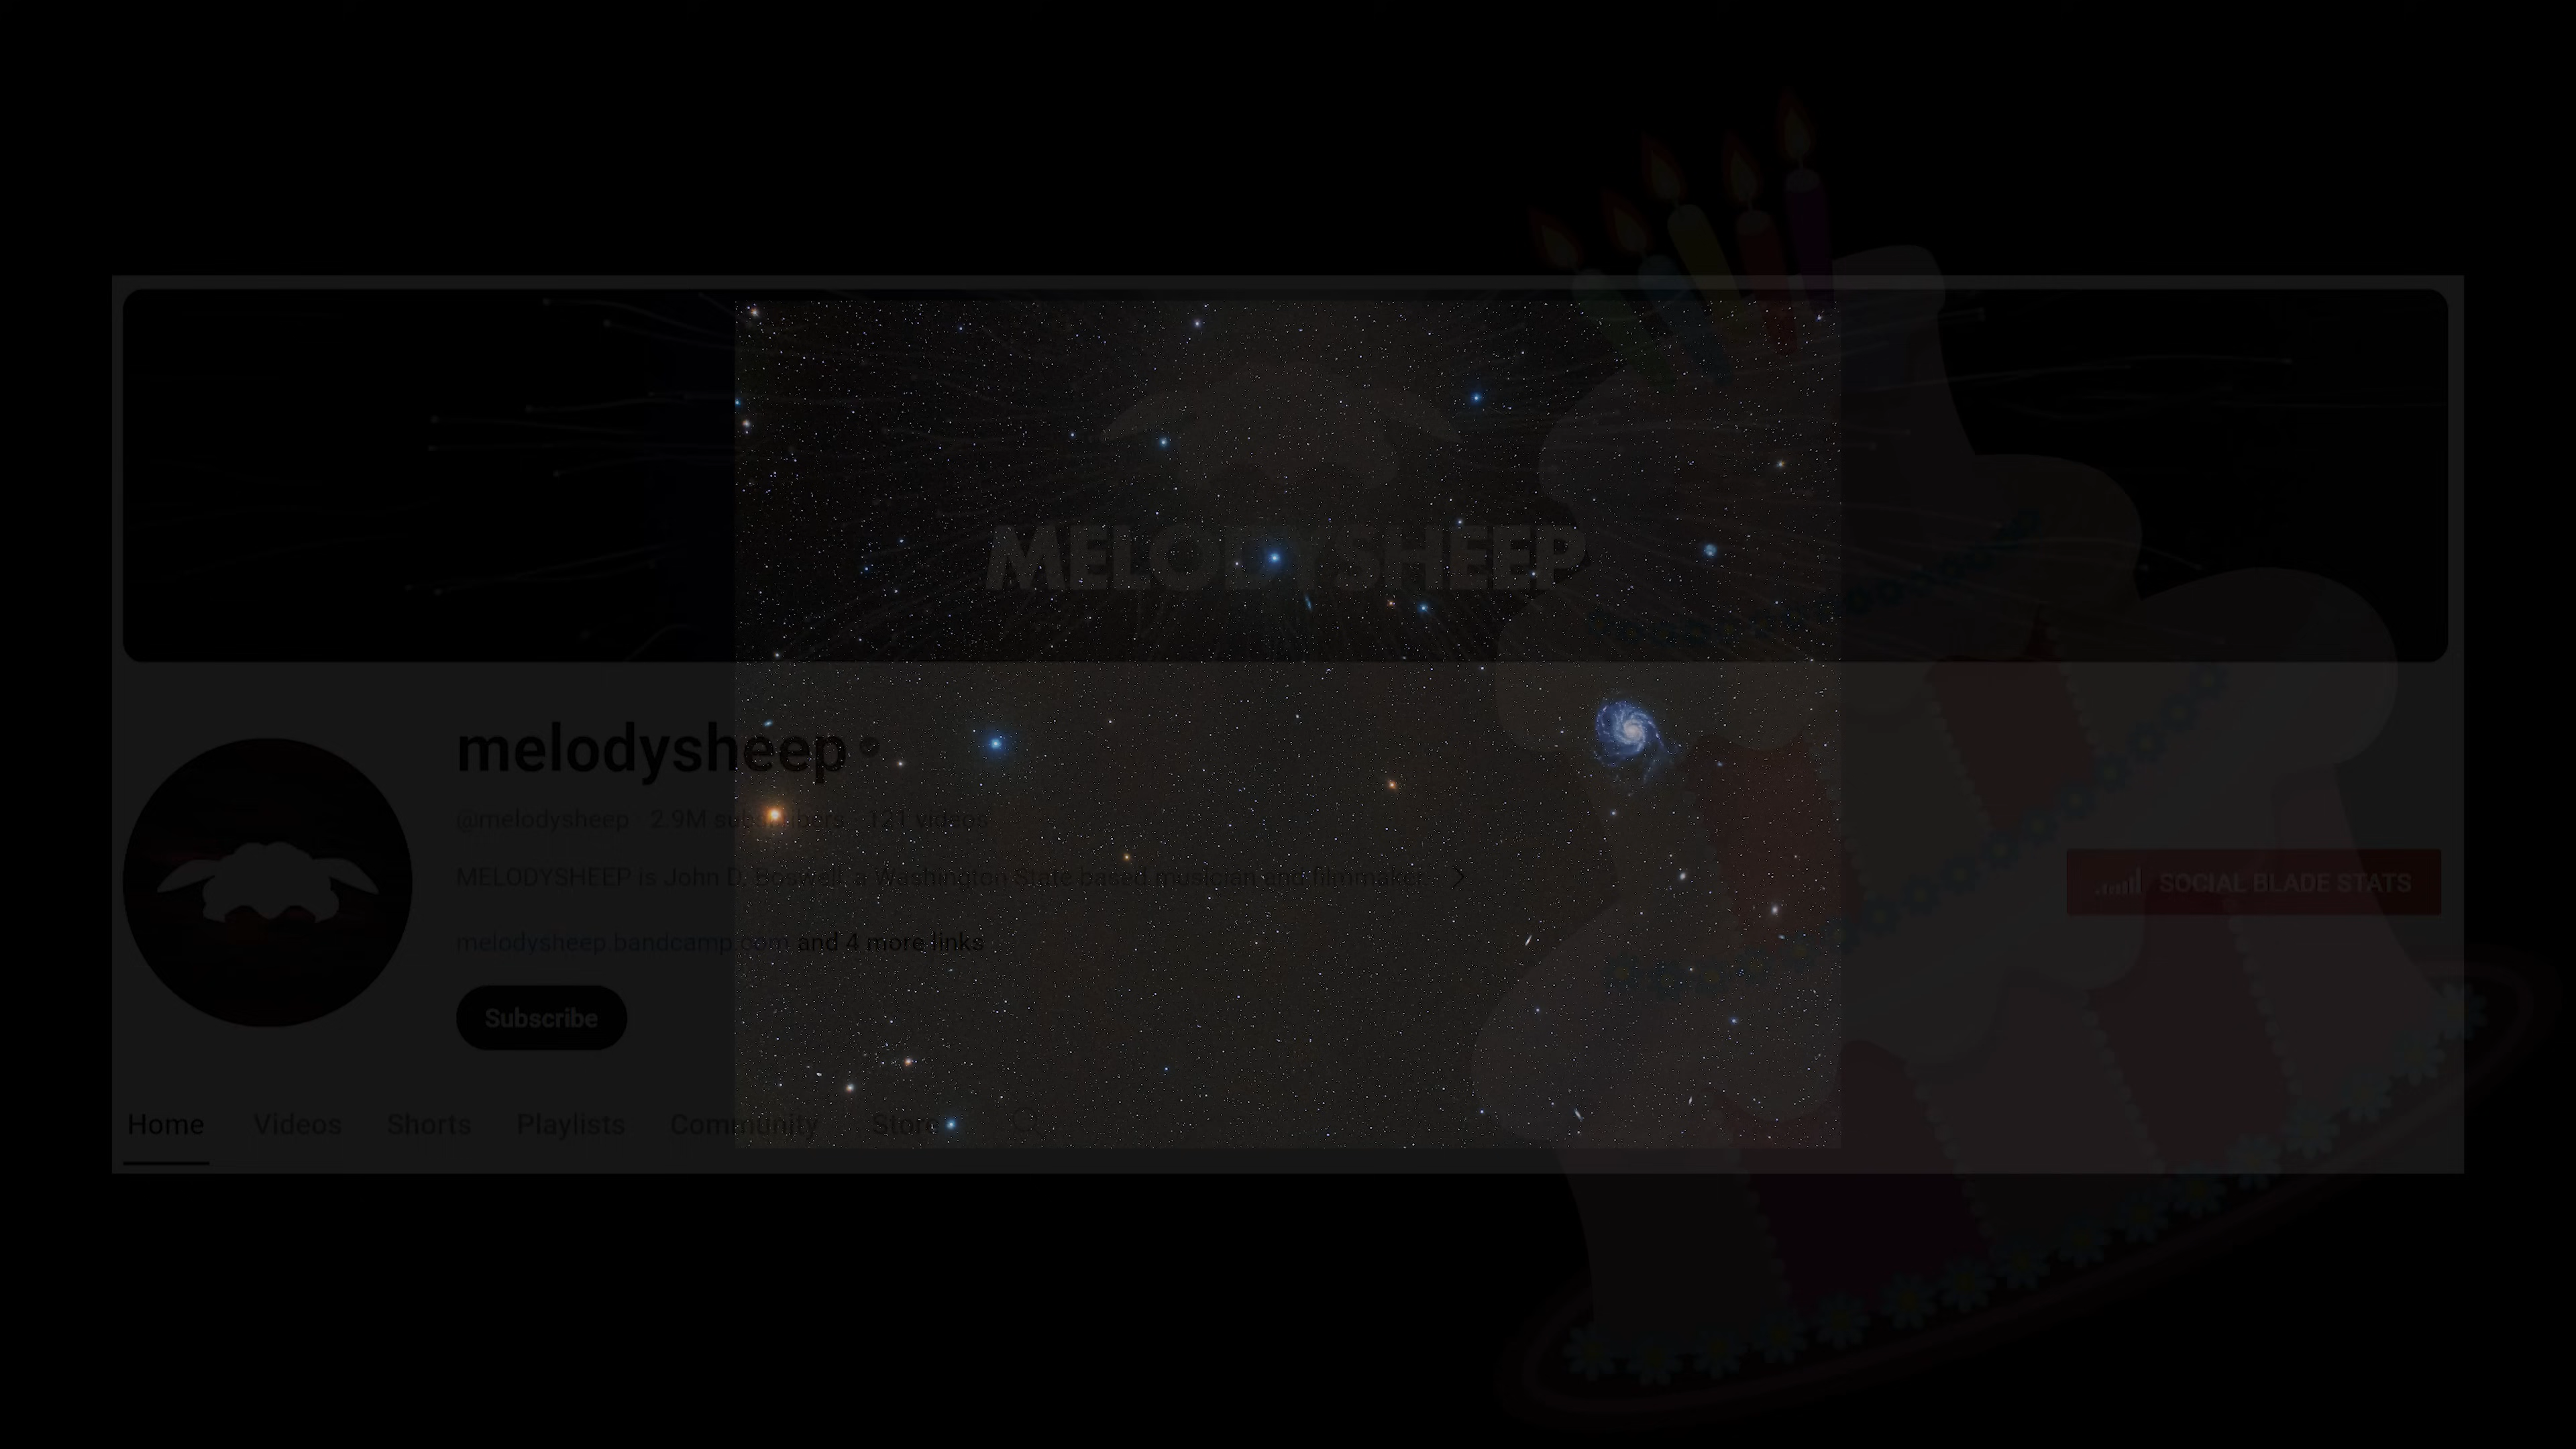 MELODYSHEEP
melodysheep
@melodysheep · 2.9M subscribers · 121 videos
MELODYSHEEP is John D. Boswell, a Washington State based musician and filmmaker.
melodysheep.bandcamp.com and 4 more links
SOCIAL BLADE STATS
Subscribe
Home Videos Shorts Playlists Community Store